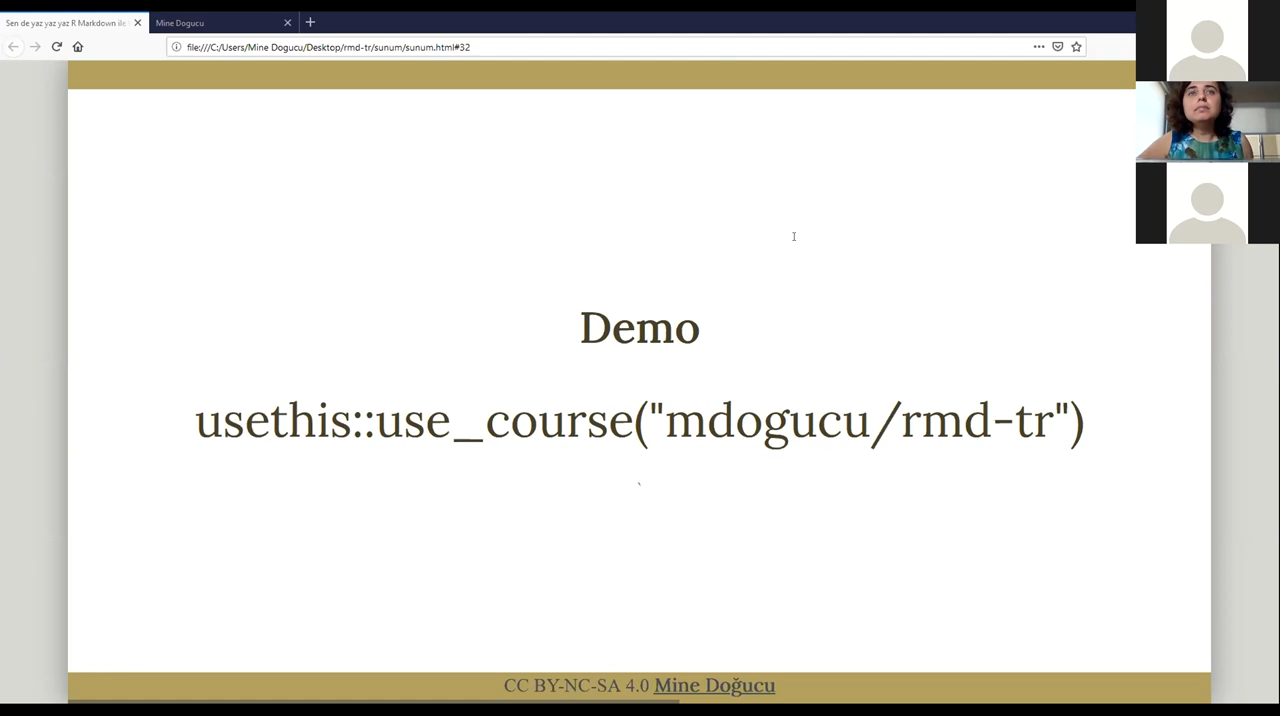 Sen de yaz yaz yaz R Markdown ile
Mine Dogucu
file:///C:/Users/Mine Dogucu/Desktop/rmd-tr/sunum/sunum.html#32
Demo
usethis::use_course("mdogucu/rmd-tr")
`
CC BY-NC-SA 4.0 Mine Doğucu